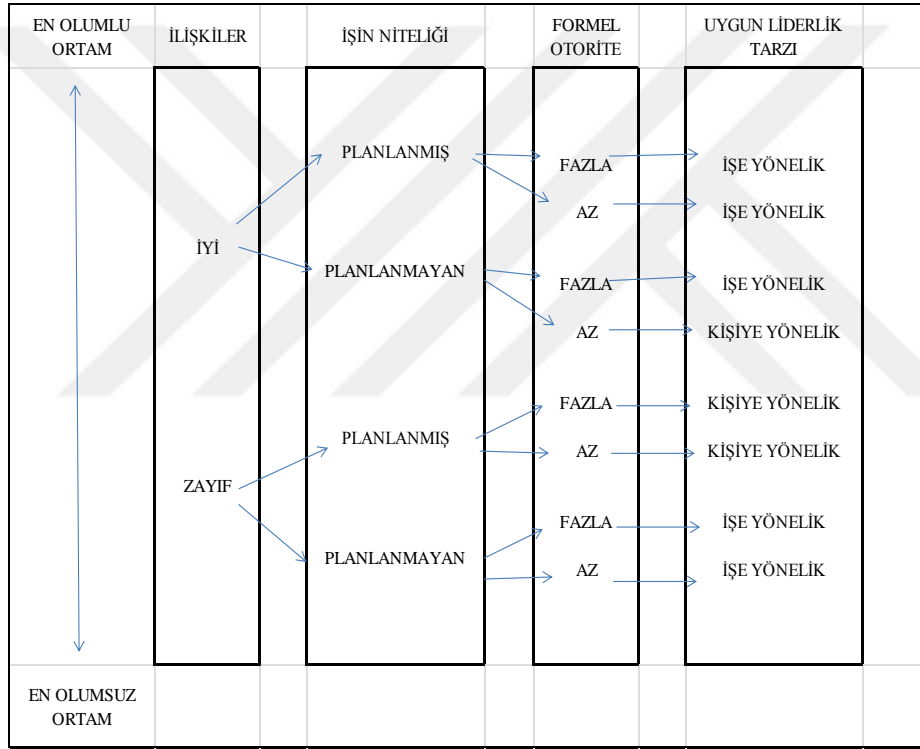 EN OLUMLU
ORTAM
İLİŞKİLER
İŞİN NİTELİĞİ
FORMEL
OTORİTE
UYGUN LİDERLİK
TARZI
PLANLANMIŞ
FAZLA
İŞE YÖNELİK
AZ
İŞE YÖNELİK
İYİ
PLANLANMAYAN
FAZLA
İŞE YÖNELİK
AZ
KİŞİYE YÖNELİK
FAZLA
KİŞİYE YÖNELİK
PLANLANMIŞ
AZ
KİŞİYE YÖNELİK
ZAYIF
FAZLA
İŞE YÖNELİK
PLANLANMAYAN
AZ
İŞE YÖNELİK
EN OLUMSUZ
ORTAM